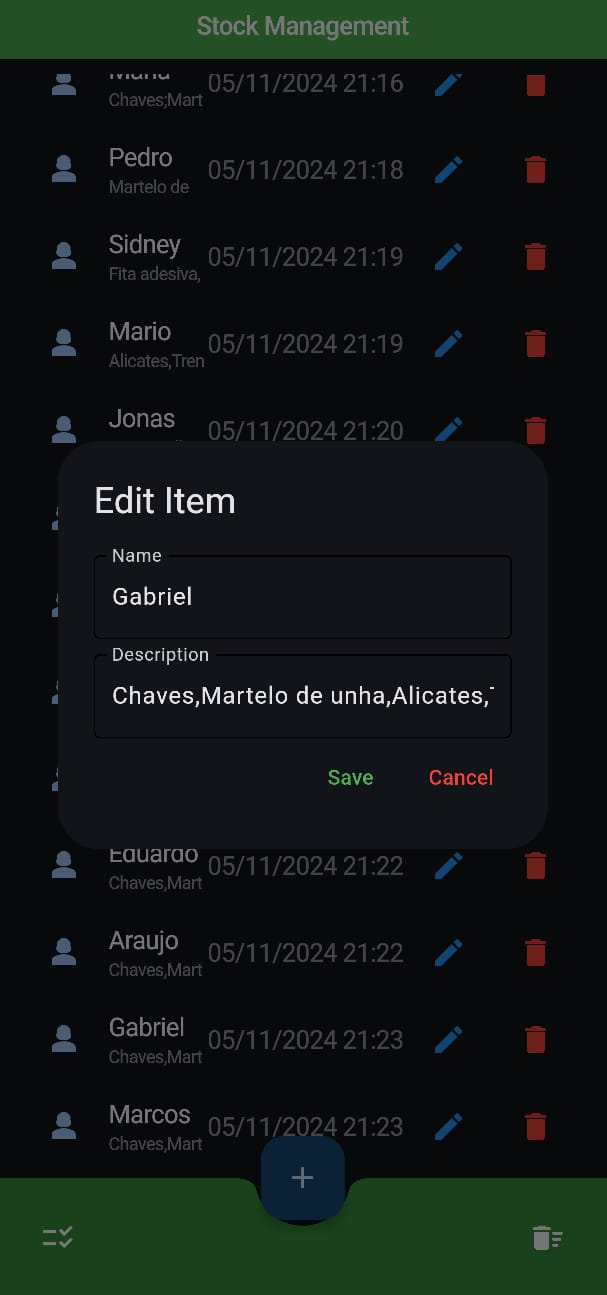 Stock Management
Maria 05/11/2024 21:16
Chaves;Mart
Pedro 05/11/2024 21:18
Martelo de
Sidney 05/11/2024 21:19
Fita adesiva,
Mario 05/11/2024 21:19
Alicates,Tren
Jonas 05/11/2024 21:20
Edit Item
Name
Gabriel
Description
Chaves,Martelo de unha,Alicates,
Save Cancel
Eduardo 05/11/2024 21:22
Chaves,Mart
Araujo 05/11/2024 21:22
Chaves,Mart
Gabriel 05/11/2024 21:23
Chaves,Mart
Marcos 05/11/2024 21:23
Chaves,Mart